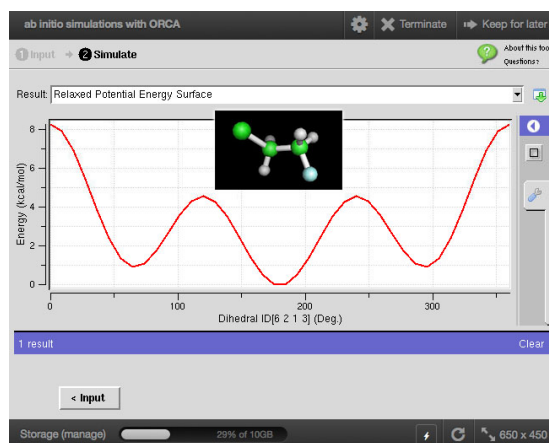 ab initio simulations with ORCA
Terminate
Keep for later
1 Input → 2 Simulate
About this too
Questions?
Result: Relaxed Potential Energy Surface
Energy (kcal/mol)
8
6
4
2
0
0 100 200 300
Dihedral ID[6 2 1 3] (Deg.)
1 result Clear
< Input
Storage (manage) 29% of 10GB 650 x 450